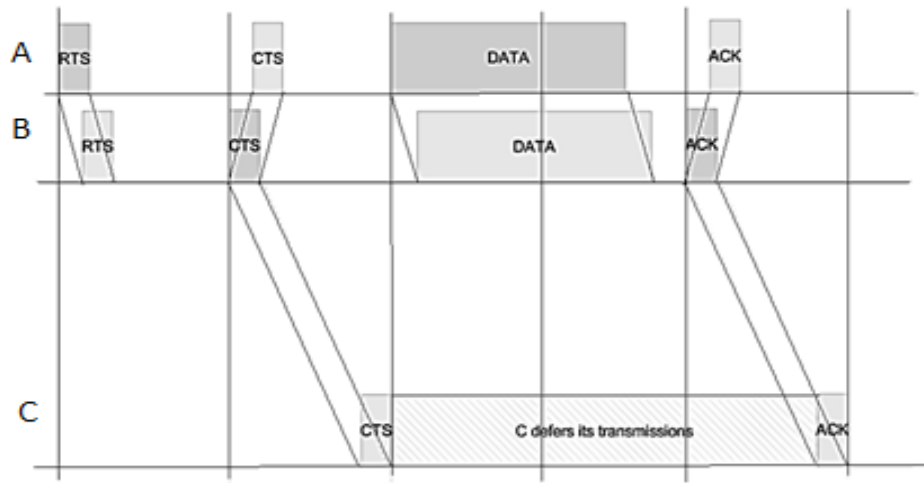 A
RTS
CTS
DATA
ACK
B
RTS
CTS
DATA
ACK
C
CTS
C defers its transmissions
ACK